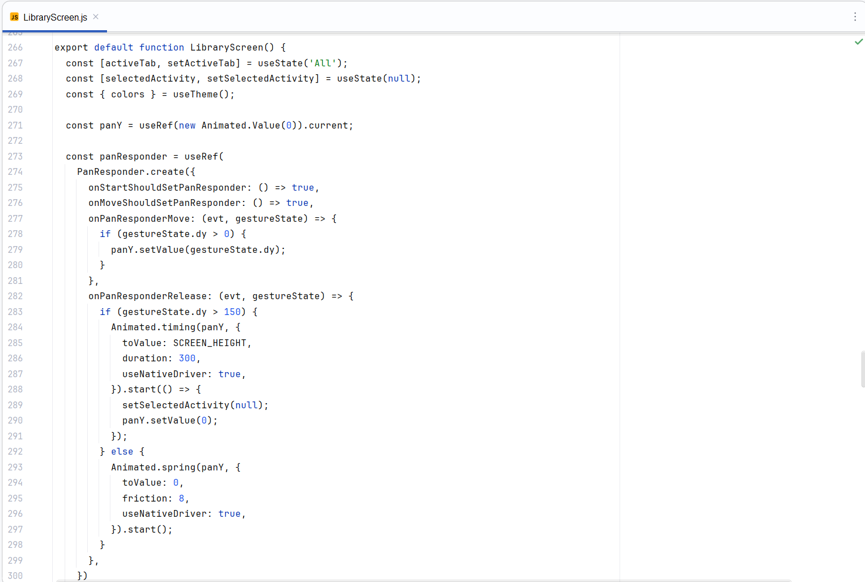 JS LibraryScreen.js ×
266 export default function LibraryScreen() {
267 const [activeTab, setActiveTab] = useState('All');
268 const [selectedActivity, setSelectedActivity] = useState(null);
269 const { colors } = useTheme();
270
271 const panY = useRef(new Animated.Value(0)).current;
272
273 const panResponder = useRef(
274 PanResponder.create({
275 onStartShouldSetPanResponder: () => true,
276 onMoveShouldSetPanResponder: () => true,
277 onPanResponderMove: (evt, gestureState) => {
278 if (gestureState.dy > 0) {
279 panY.setValue(gestureState.dy);
280 }
281 },
282 onPanResponderRelease: (evt, gestureState) => {
283 if (gestureState.dy > 150) {
284 Animated.timing(panY, {
285 toValue: SCREEN_HEIGHT,
286 duration: 300,
287 useNativeDriver: true,
288 }).start(() => {
289 setSelectedActivity(null);
290 panY.setValue(0);
291 });
292 } else {
293 Animated.spring(panY, {
294 toValue: 0,
295 friction: 8,
296 useNativeDriver: true,
297 }).start();
298 }
299 },
300 })